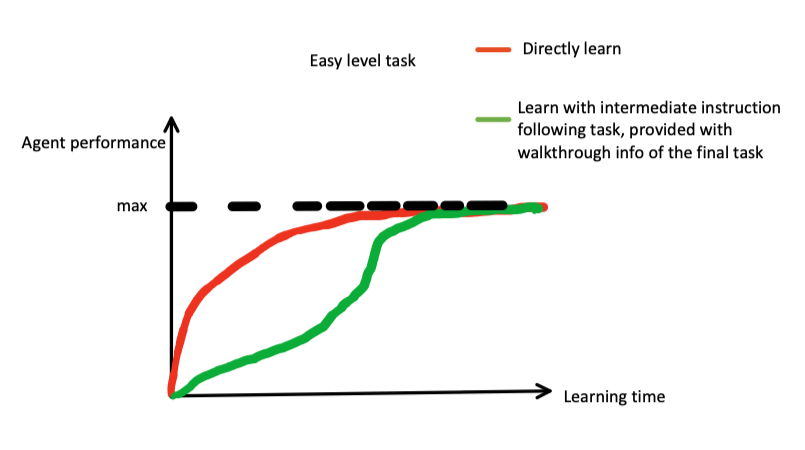 Easy level task
Directly learn
Learn with intermediate instruction
following task, provided with
walkthrough info of the final task
Agent performance
max
Learning time